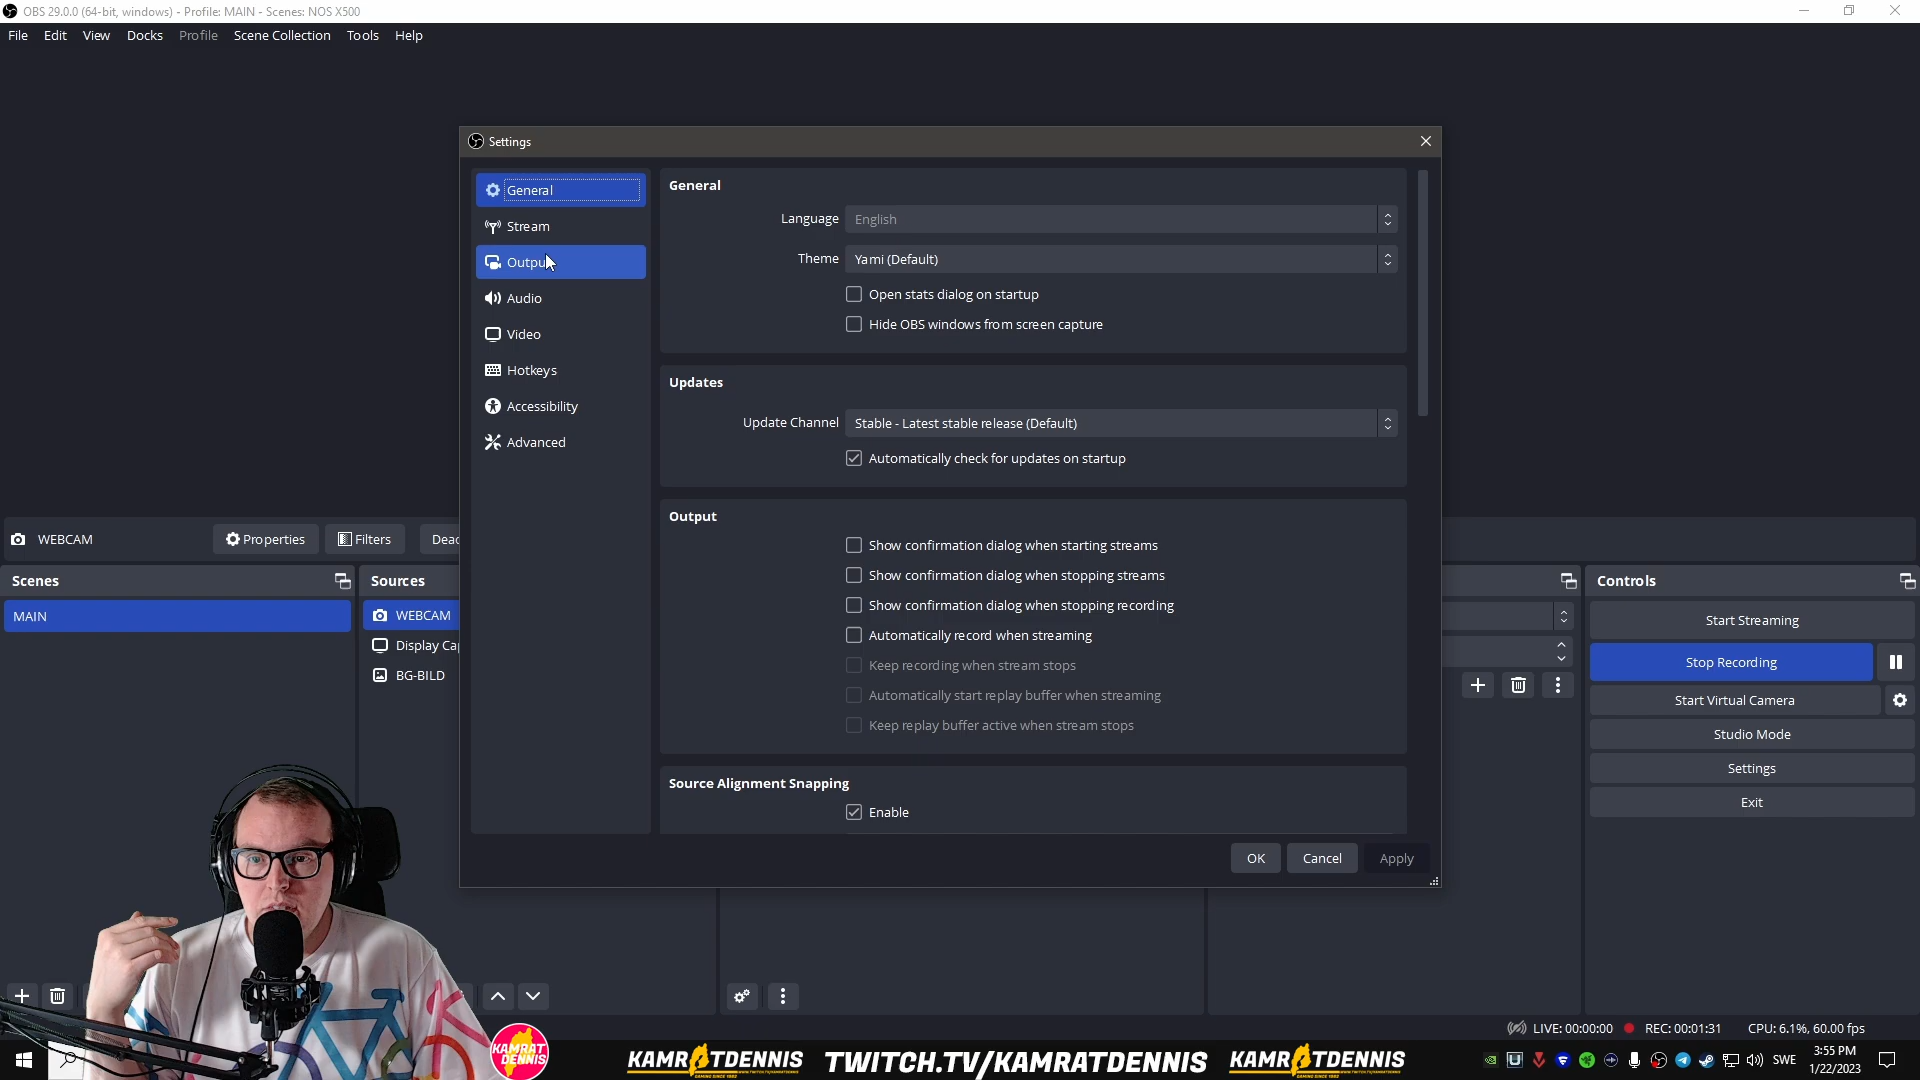 OBS 29.0.0 (64-bit, windows) - Profile: MAIN - Scenes: NOS X500
File Edit View Docks Profile Scene Collection Tools Help
Settings
General
Stream
Output
Audio
Video
Hotkeys
Accessibility
Advanced
General
Language English
Theme Yami (Default)
Open stats dialog on startup
Hide OBS windows from screen capture
Updates
Update Channel Stable - Latest stable release (Default)
Automatically check for updates on startup
Output
Show confirmation dialog when starting streams
Show confirmation dialog when stopping streams
Show confirmation dialog when stopping recording
Automatically record when streaming
Keep recording when stream stops
Automatically start replay buffer when streaming
Keep replay buffer active when stream stops
Source Alignment Snapping
Enable
OK Cancel Apply
WEBCAM Properties Filters Deac
Scenes
MAIN
Sources
WEBCAM
Display Cap
BG-BILD
Controls
Start Streaming
Stop Recording
Start Virtual Camera
Studio Mode
Settings
Exit
LIVE: 00:00:00 REC: 00:01:31 CPU: 6.1%, 60.00 fps
KAMRAT
DENNIS
KAMRATDENNIS
TWITCH.TV/KAMRATDENNIS
KAMRATDENNIS
SWE
3:55 PM
1/22/2023